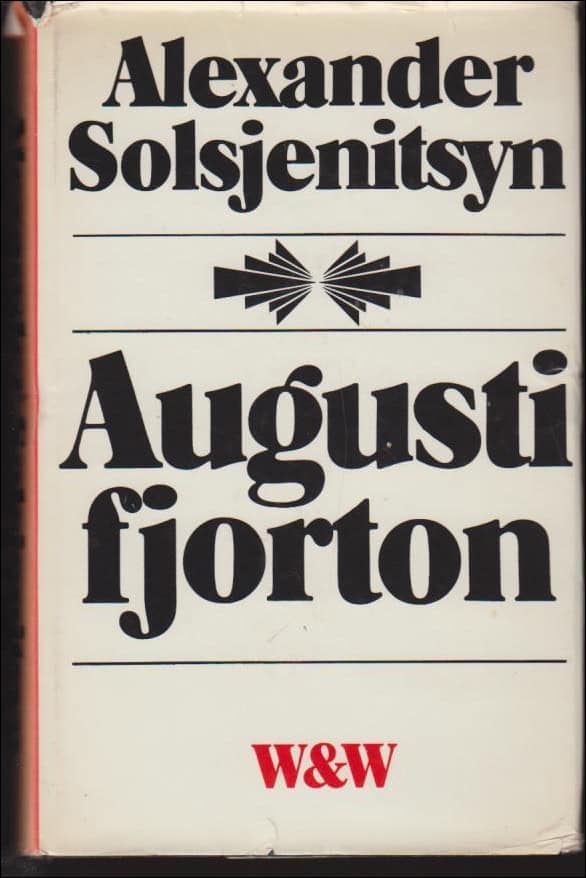 Alexander
Solsjenitsyn
Augusti
fjorton
W&W